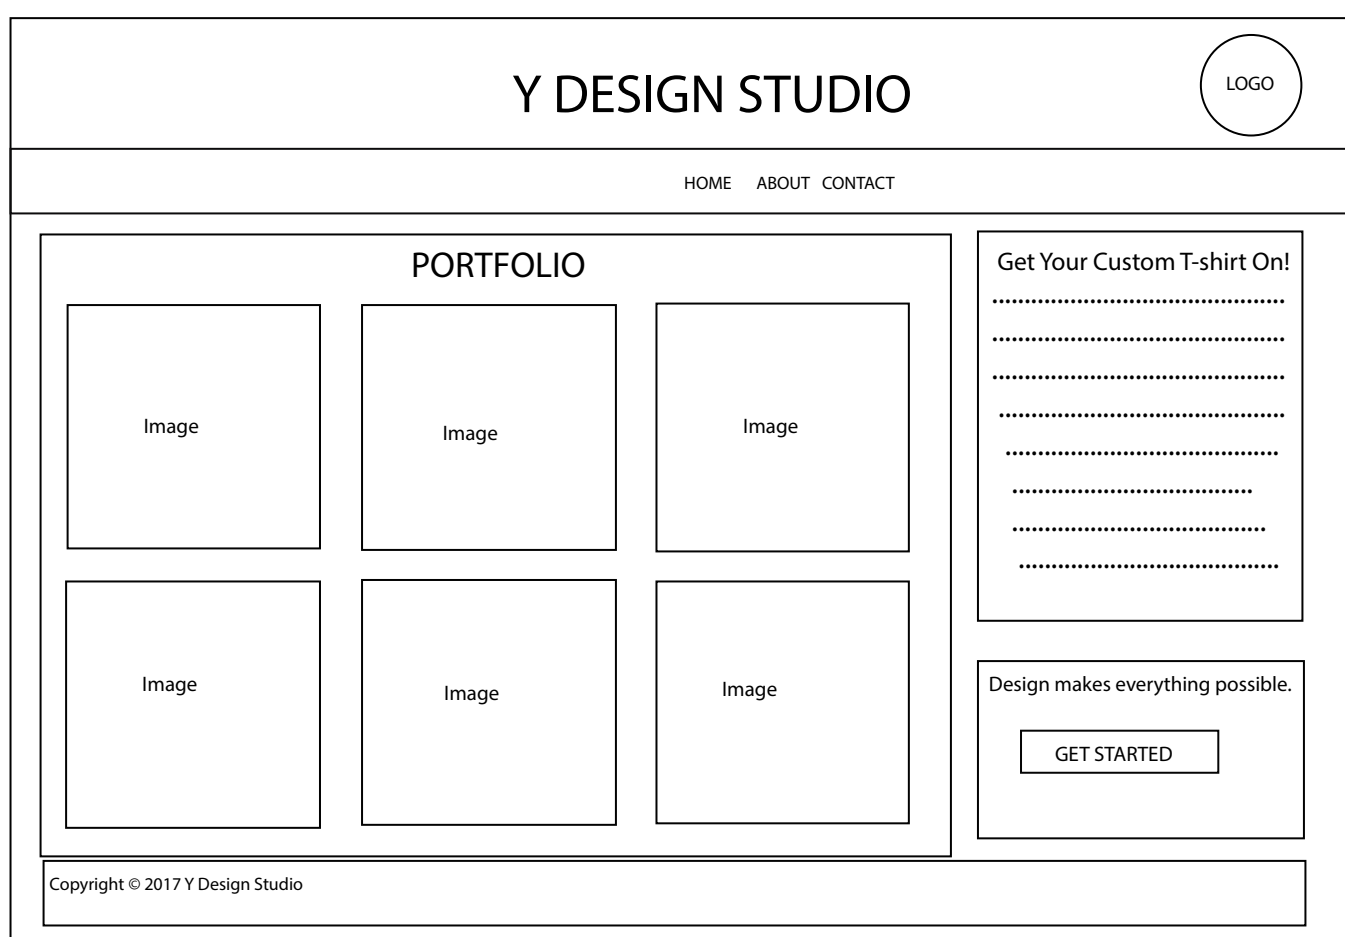 Y DESIGN STUDIO
LOGO
HOME ABOUT CONTACT
PORTFOLIO
Image
Image
Image
Image
Image
Image
Get Your Custom T-shirt On!
Design makes everything possible.
GET STARTED
Copyright © 2017 Y Design Studio